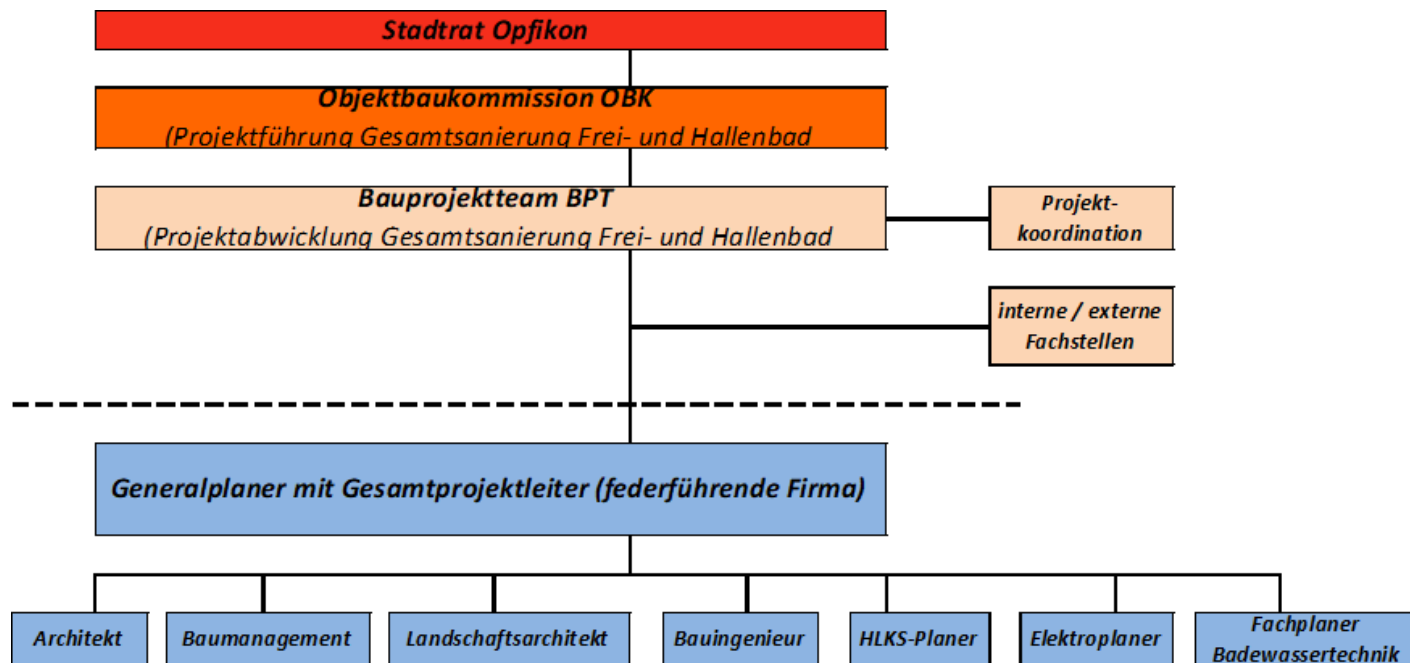 Stadtrat Opfikon
Objektbaukommission OBK
(Projektführung Gesamtsanierung Frei- und Hallenbad
Bauprojektteam BPT
(Projektabwicklung Gesamtsanierung Frei- und Hallenbad
Projekt-
koordination
interne / externe
Fachstellen
Generalplaner mit Gesamtprojektleiter (federführende Firma)
Architekt
Baumanagement
Landschaftsarchitekt
Bauingenieur
HLKS-Planer
Elektroplaner
Fachplaner
Badewassertechnik